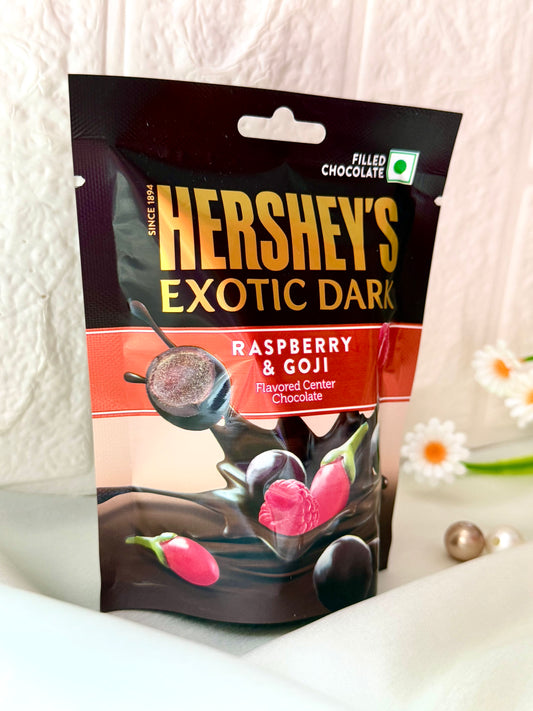 FILLED
CHOCOLATE
SINCE 1894
HERSHEY'S
EXOTIC DARK
RASPBERRY
& GOJI
Flavored Center
Chocolate